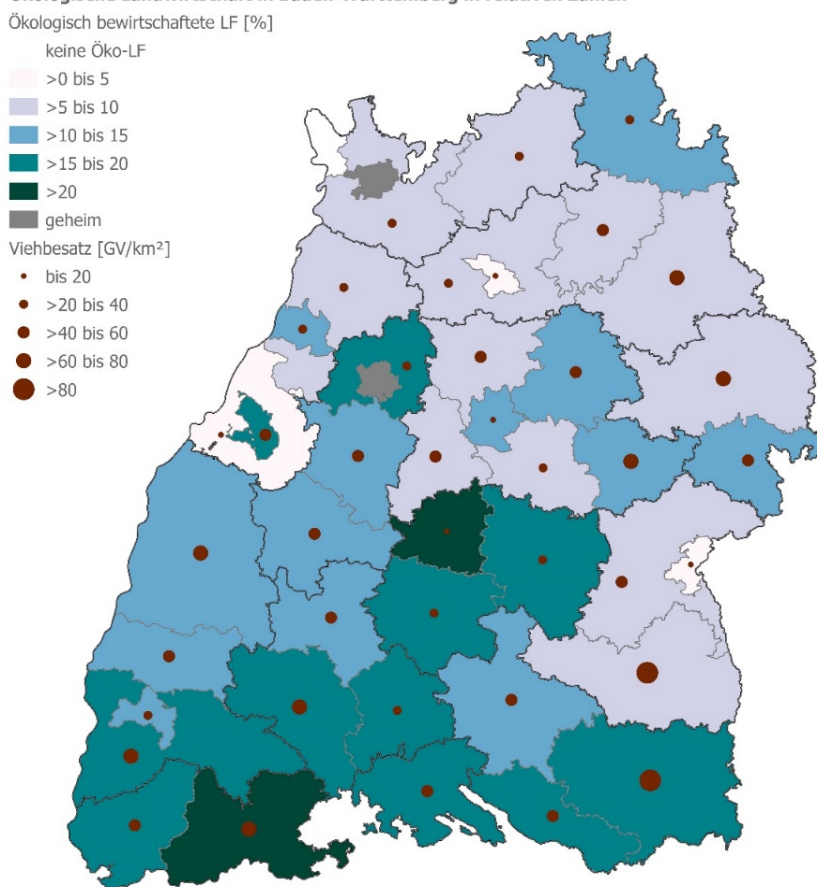 Ökologisch bewirtschaftete LF [%]
keine Öko-LF
>0 bis 5
>5 bis 10
>10 bis 15
>15 bis 20
>20
geheim
Viehbesatz [GV/km²]
bis 20
>20 bis 40
>40 bis 60
>60 bis 80
>80